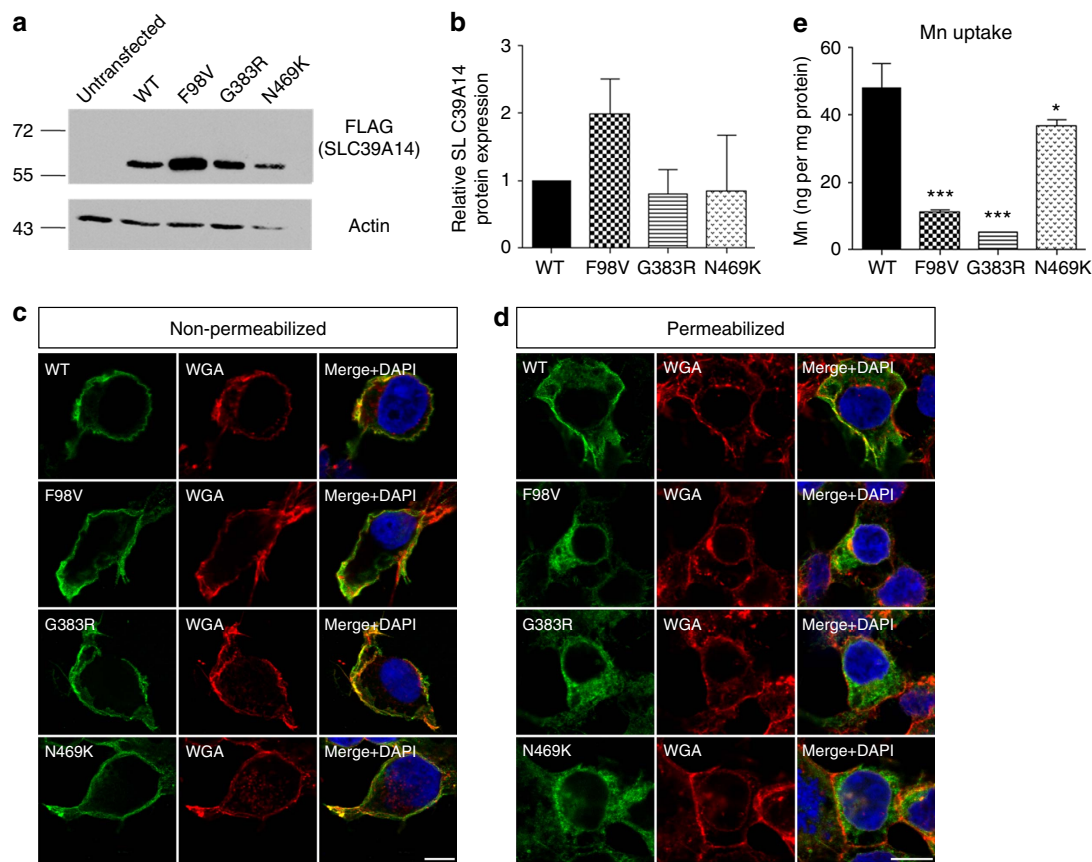 a
Untransfected
WT
F98V
G383R
N469K
72
55
FLAG
(SLC39A14)
43
Actin
b
Relative SL C39A14
protein expression
3
2
1
0
WT
F98V
G383R
N469K
e
Mn uptake
Mn (ng per mg protein)
60
40
20
0
***
***
*
WT
F98V
G383R
N469K
c
Non-permeabilized
WT
WGA
Merge+DAPI
F98V
WGA
Merge+DAPI
G383R
WGA
Merge+DAPI
N469K
WGA
Merge+DAPI
d
Permeabilized
WT
WGA
Merge+DAPI
F98V
WGA
Merge+DAPI
G383R
WGA
Merge+DAPI
N469K
WGA
Merge+DAPI